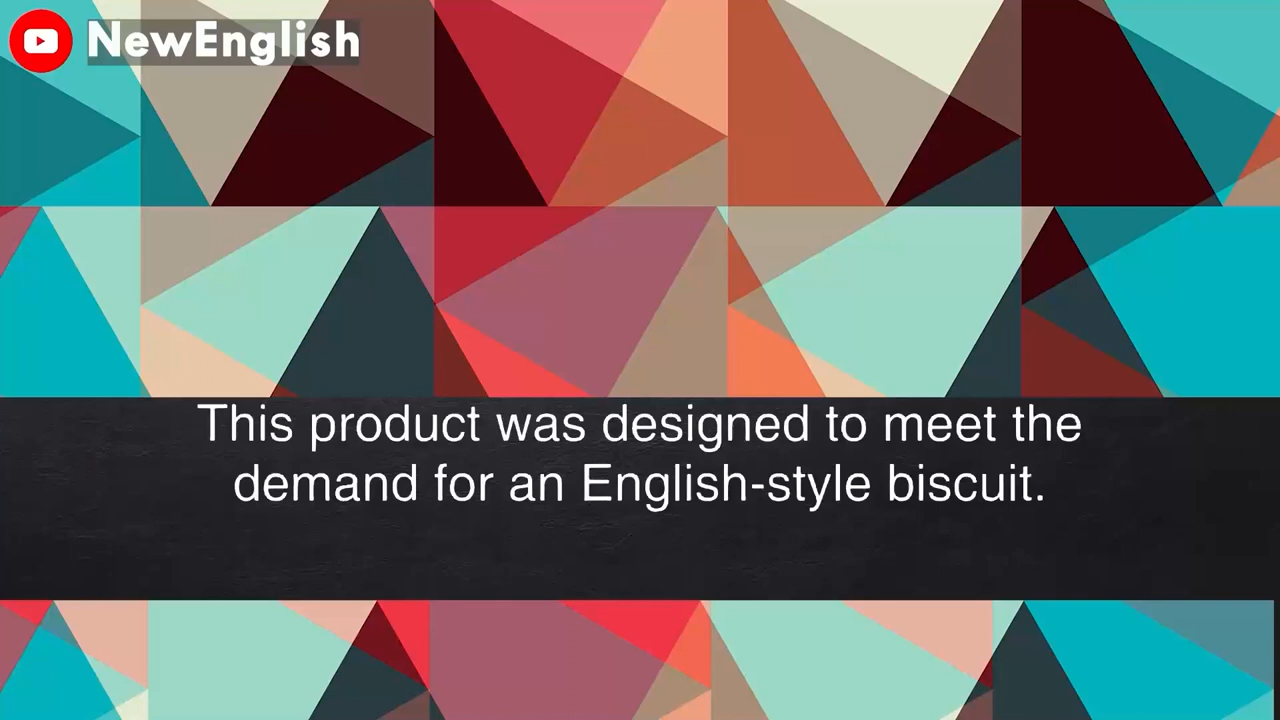 NewEnglish
This product was designed to meet the
demand for an English-style biscuit.